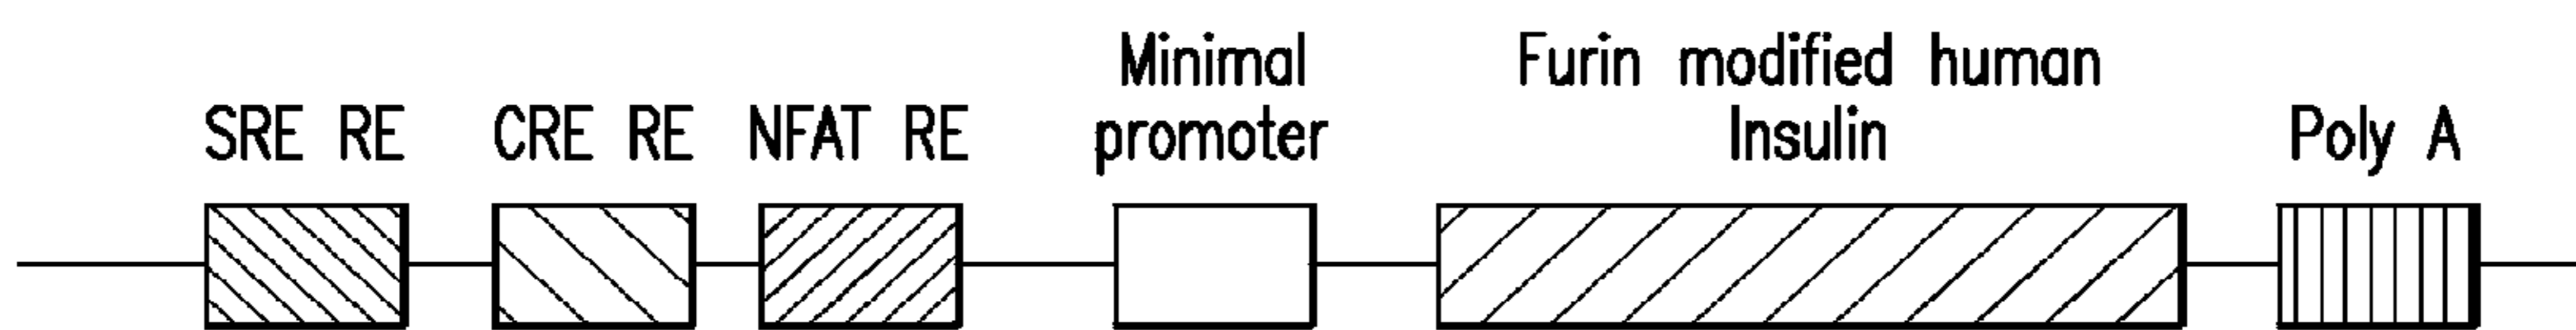 SRE RE
CRE RE
NFAT RE
Minimal
promoter
Furin modified human
Insulin
Poly A